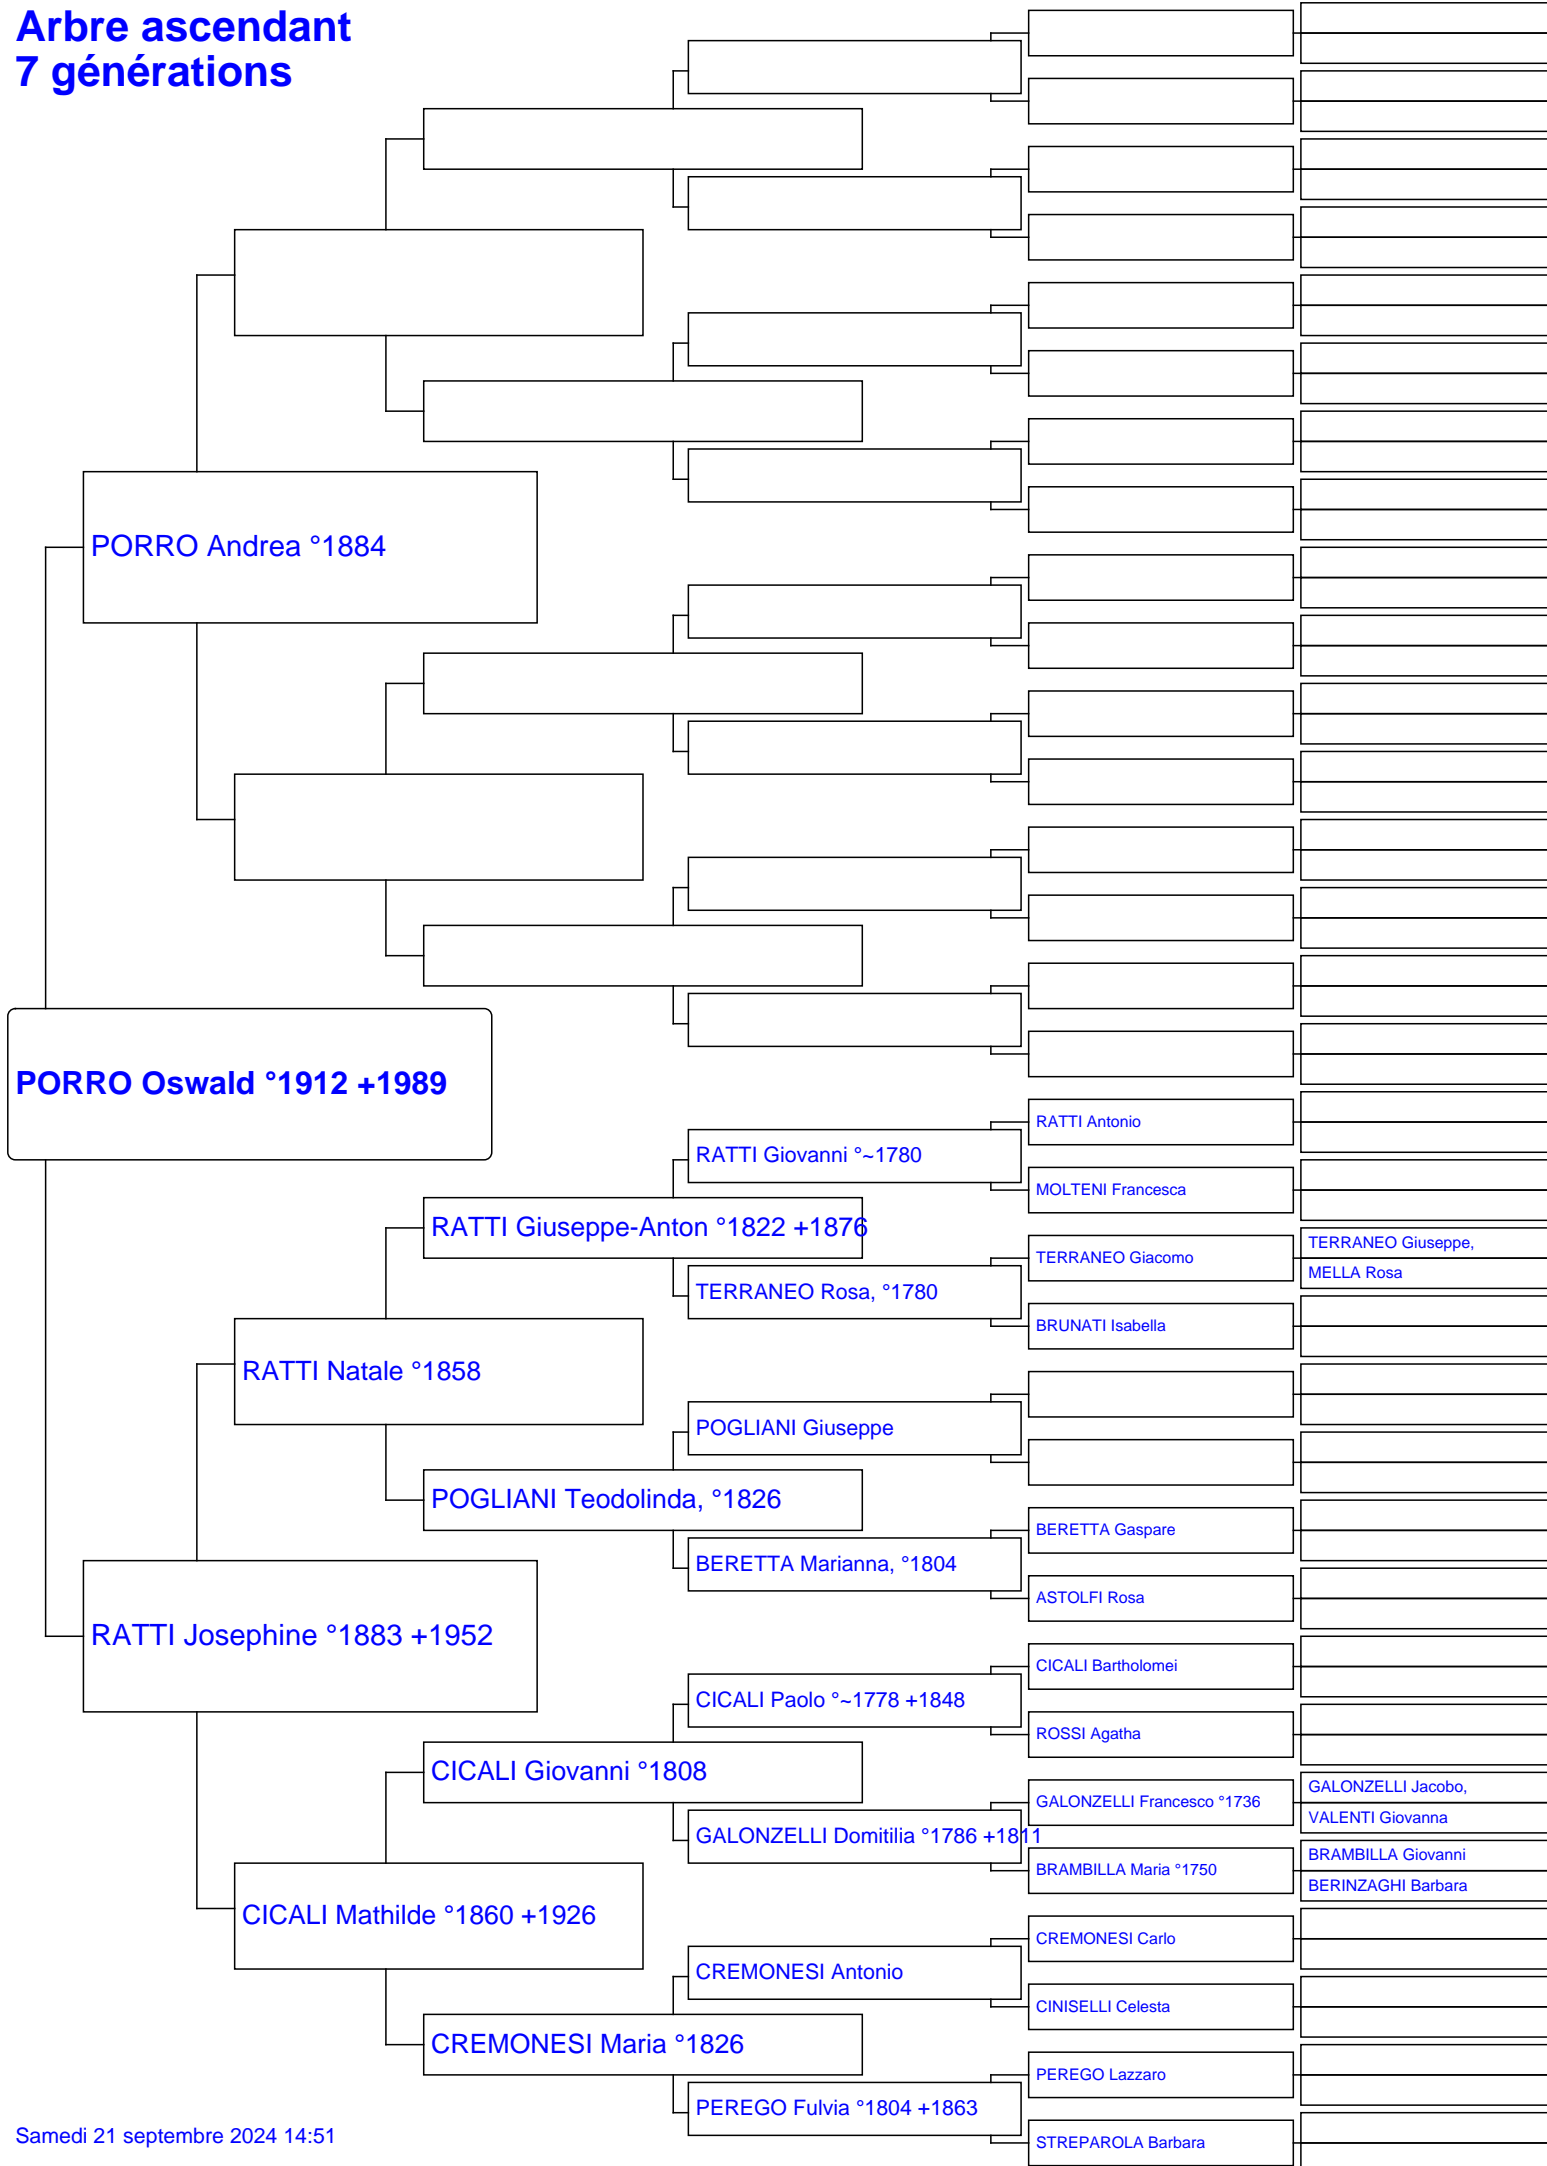 Arbre ascendant
7 générations
PORRO Andrea °1884
PORRO Oswald °1912 +1989
RATTI Antonio
RATTI Giovanni °~1780
MOLTENI Francesca
RATTI Giuseppe-Anton °1822 +1876
TERRANEO Giuseppe,
TERRANEO Giacomo
MELLA Rosa
TERRANEO Rosa, °1780
BRUNATI Isabella
RATTI Natale °1858
POGLIANI Giuseppe
POGLIANI Teodolinda, °1826
BERETTA Gaspare
BERETTA Marianna, °1804
ASTOLFI Rosa
RATTI Josephine °1883 +1952
CICALI Bartholomei
CICALI Paolo °~1778 +1848
ROSSI Agatha
CICALI Giovanni °1808
GALONZELLI Jacobo,
GALONZELLI Francesco °1736
VALENTI Giovanna
GALONZELLI Domitilia °1786 +1811
BRAMBILLA Giovanni
BRAMBILLA Maria °1750
BERINZAGHI Barbara
CICALI Mathilde °1860 +1926
CREMONESI Carlo
CREMONESI Antonio
CINISELLI Celesta
CREMONESI Maria °1826
PEREGO Lazzaro
PEREGO Fulvia °1804 +1863
STREPAROLA Barbara
Samedi 21 septembre 2024 14:51